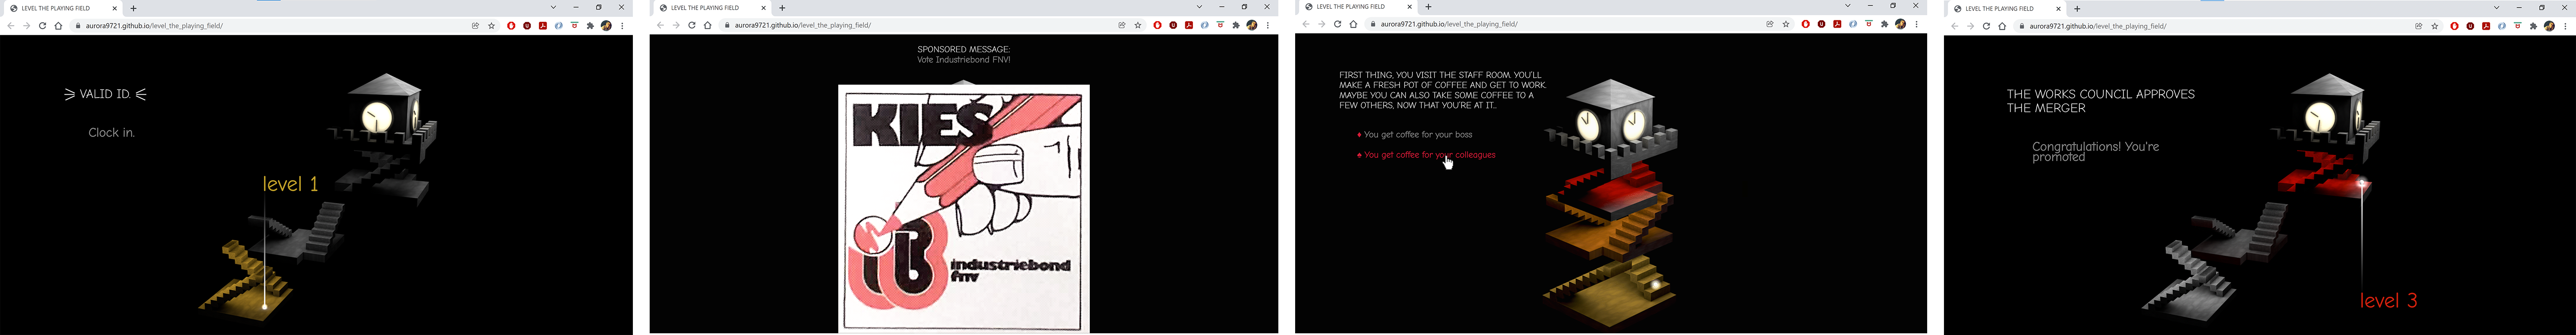 LEVEL THE PLAYING FIELD
aurora9721.github.io/level_the_playing_field/
VALID ID.
Clock in.
level 1
LEVEL THE PLAYING FIELD
aurora9721.github.io/level_the_playing_field/
SPONSORED MESSAGE:
Vote Industriebond FNV!
KIES
industriebond
fnv
LEVEL THE PLAYING FIELD
aurora9721.github.io/level_the_playing_field/
FIRST THING, YOU VISIT THE STAFF ROOM. YOU'LL
MAKE A FRESH POT OF COFFEE AND GET TO WORK.
MAYBE YOU CAN ALSO TAKE SOME COFFEE TO A
FEW OTHERS, NOW THAT YOU'RE AT IT...
You get coffee for your boss
You get coffee for your colleagues
LEVEL THE PLAYING FIELD
aurora9721.github.io/level_the_playing_field/
THE WORKS COUNCIL APPROVES
THE MERGER
Congratulations! You're
promoted
level 3